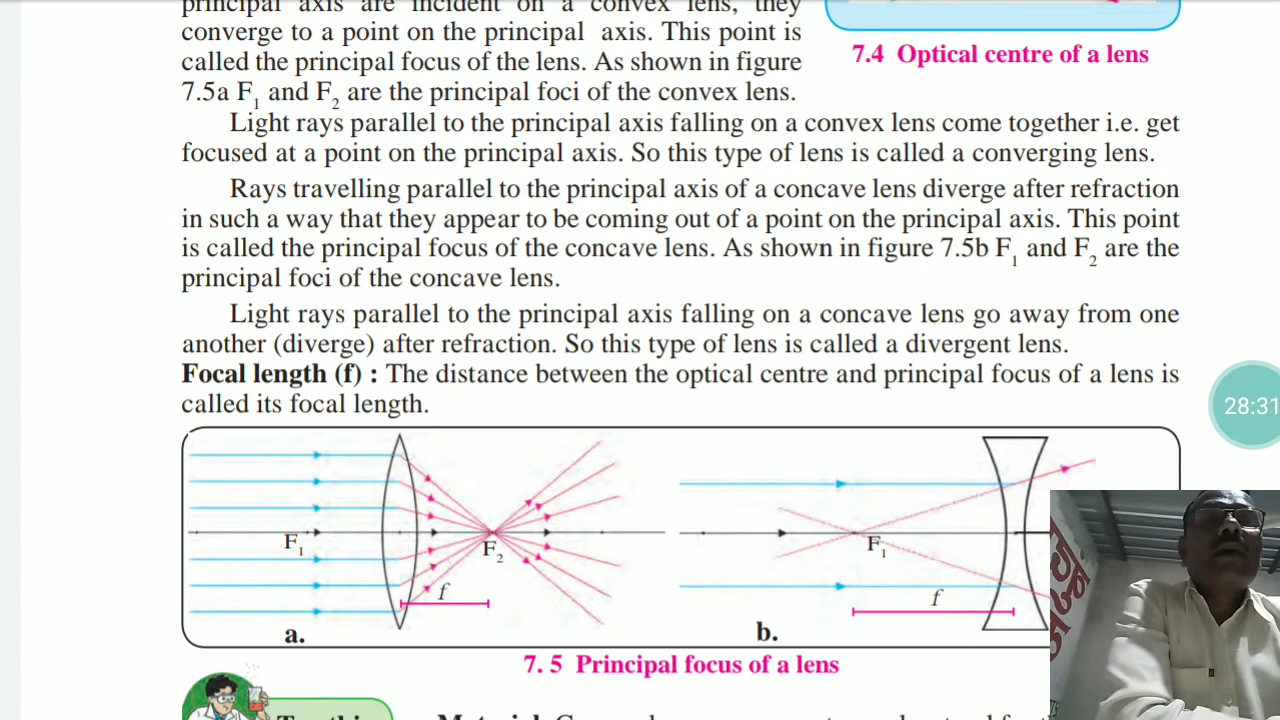 principal axis are incident on a convex lens, they
converge to a point on the principal axis. This point is
called the principal focus of the lens. As shown in figure
7.5a F₁ and F₂ are the principal foci of the convex lens.
7.4 Optical centre of a lens
Light rays parallel to the principal axis falling on a convex lens come together i.e. get
focused at a point on the principal axis. So this type of lens is called a converging lens.
Rays travelling parallel to the principal axis of a concave lens diverge after refraction
in such a way that they appear to be coming out of a point on the principal axis. This point
is called the principal focus of the concave lens. As shown in figure 7.5b F₁ and F₂ are the
principal foci of the concave lens.
Light rays parallel to the principal axis falling on a concave lens go away from one
another (diverge) after refraction. So this type of lens is called a divergent lens.
Focal length (f) : The distance between the optical centre and principal focus of a lens is
called its focal length.
28:31
F₁
F₂
f
a.
F₁
f
b.
7. 5 Principal focus of a lens